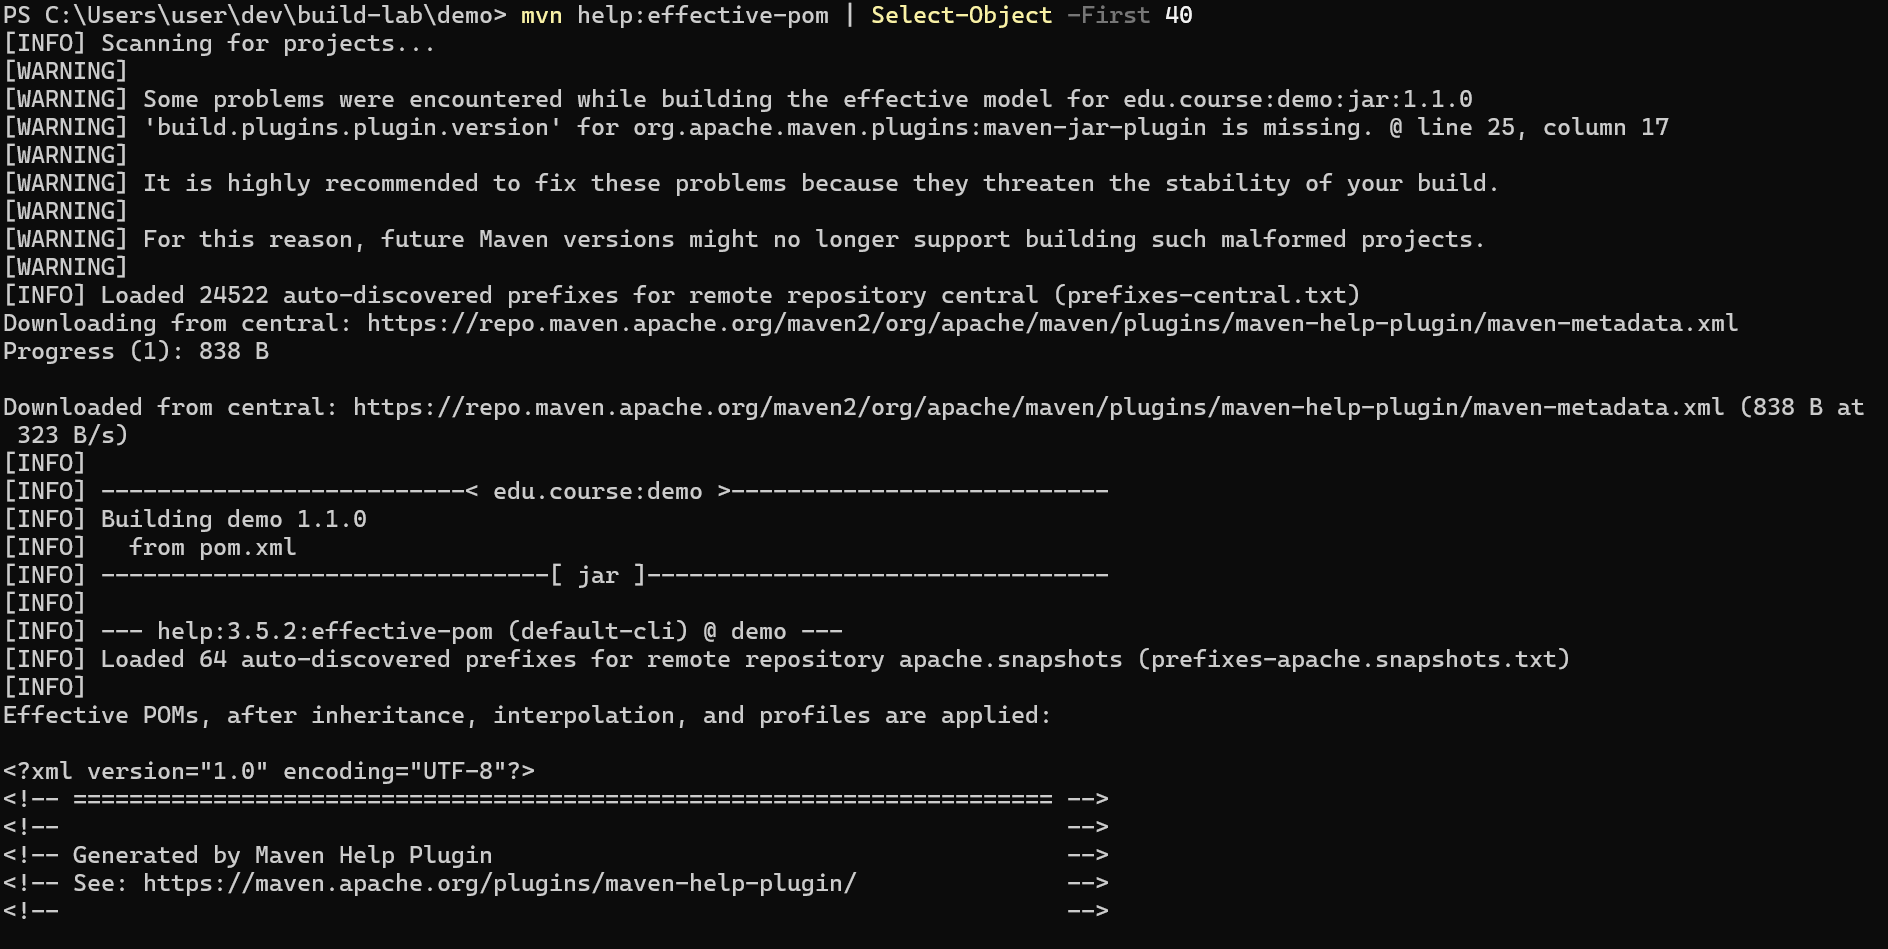 PS C:\Users\user\dev\build-lab\demo> mvn help:effective-pom | Select-Object -First 40
[INFO] Scanning for projects...
[WARNING]
[WARNING] Some problems were encountered while building the effective model for edu.course:demo:jar:1.1.0
[WARNING] 'build.plugins.plugin.version' for org.apache.maven.plugins:maven-jar-plugin is missing. @ line 25, column 17
[WARNING]
[WARNING] It is highly recommended to fix these problems because they threaten the stability of your build.
[WARNING]
[WARNING] For this reason, future Maven versions might no longer support building such malformed projects.
[WARNING]
[INFO] Loaded 24522 auto-discovered prefixes for remote repository central (prefixes-central.txt)
Downloading from central: https://repo.maven.apache.org/maven2/org/apache/maven/plugins/maven-help-plugin/maven-metadata.xml
Progress (1): 838 B

Downloaded from central: https://repo.maven.apache.org/maven2/org/apache/maven/plugins/maven-help-plugin/maven-metadata.xml (838 B at
 323 B/s)
[INFO]
[INFO] --------------------------< edu.course:demo >---------------------------
[INFO] Building demo 1.1.0
[INFO]   from pom.xml
[INFO] --------------------------------[ jar ]---------------------------------
[INFO]
[INFO] --- help:3.5.2:effective-pom (default-cli) @ demo ---
[INFO] Loaded 64 auto-discovered prefixes for remote repository apache.snapshots (prefixes-apache.snapshots.txt)
[INFO]
Effective POMs, after inheritance, interpolation, and profiles are applied:

<?xml version="1.0" encoding="UTF-8"?>
<!-- ====================================================================== -->
<!--                                                                        -->
<!-- Generated by Maven Help Plugin                                         -->
<!-- See: https://maven.apache.org/plugins/maven-help-plugin/               -->
<!--                                                                        -->